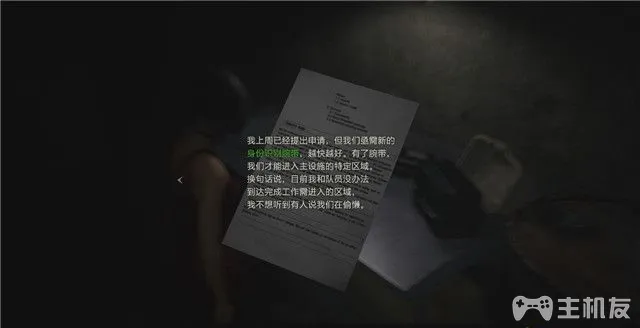 我上周已经提出申请，但我们亟需新的
身份识别腕带，越快越好。有了腕带，
我们才能进入主设施的特定区域。
换句话说，目前我和队员没办法
到达完成工作需进入的区域，
我不想听到有人说我们在偷懒。
主机友